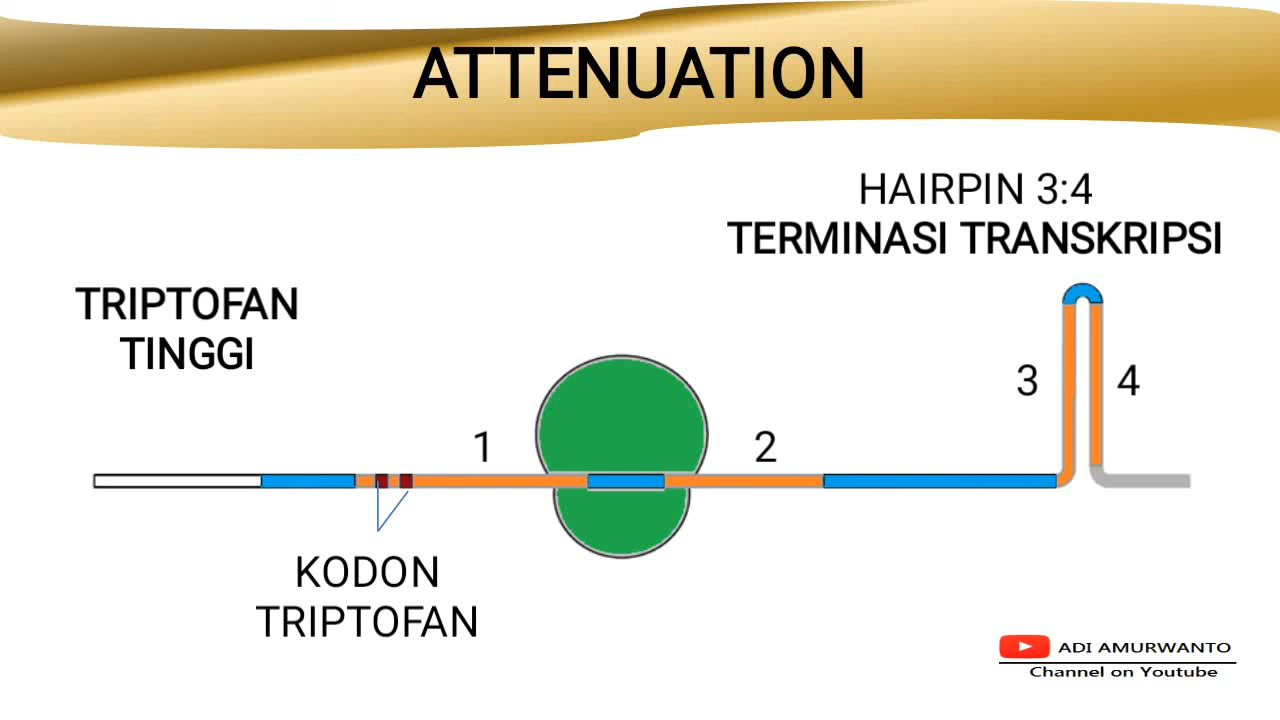 ATTENUATION
HAIRPIN 3:4
TERMINASI TRANSKRIPSI
TRIPTOFAN
TINGGI
3
4
1
2
KODON
TRIPTOFAN
ADI AMURWANTO
Channel on Youtube